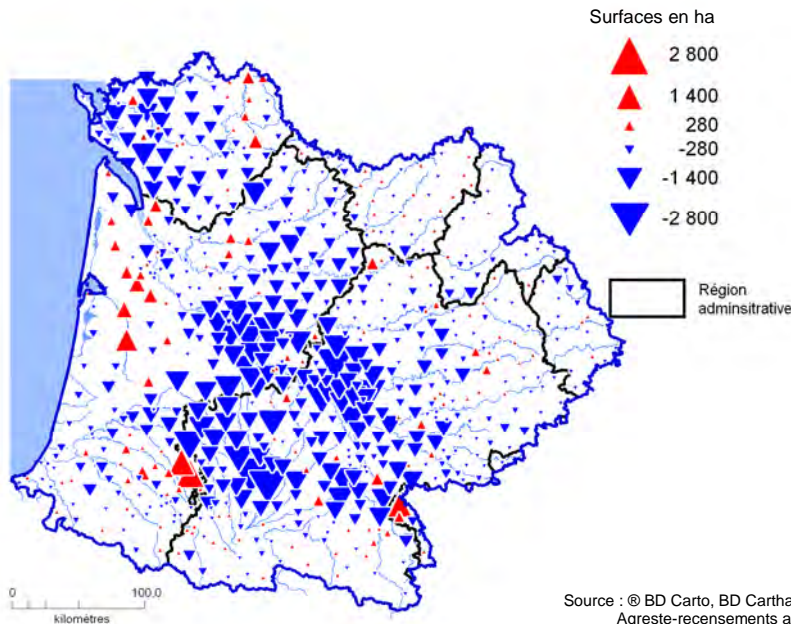 Surfaces en ha
2 800
1 400
280
-280
-1 400
-2 800
Région
adminsitrative
0 100,0
kilomètres
Source : ® BD Carto, BD Cartha
Agreste-recensements a